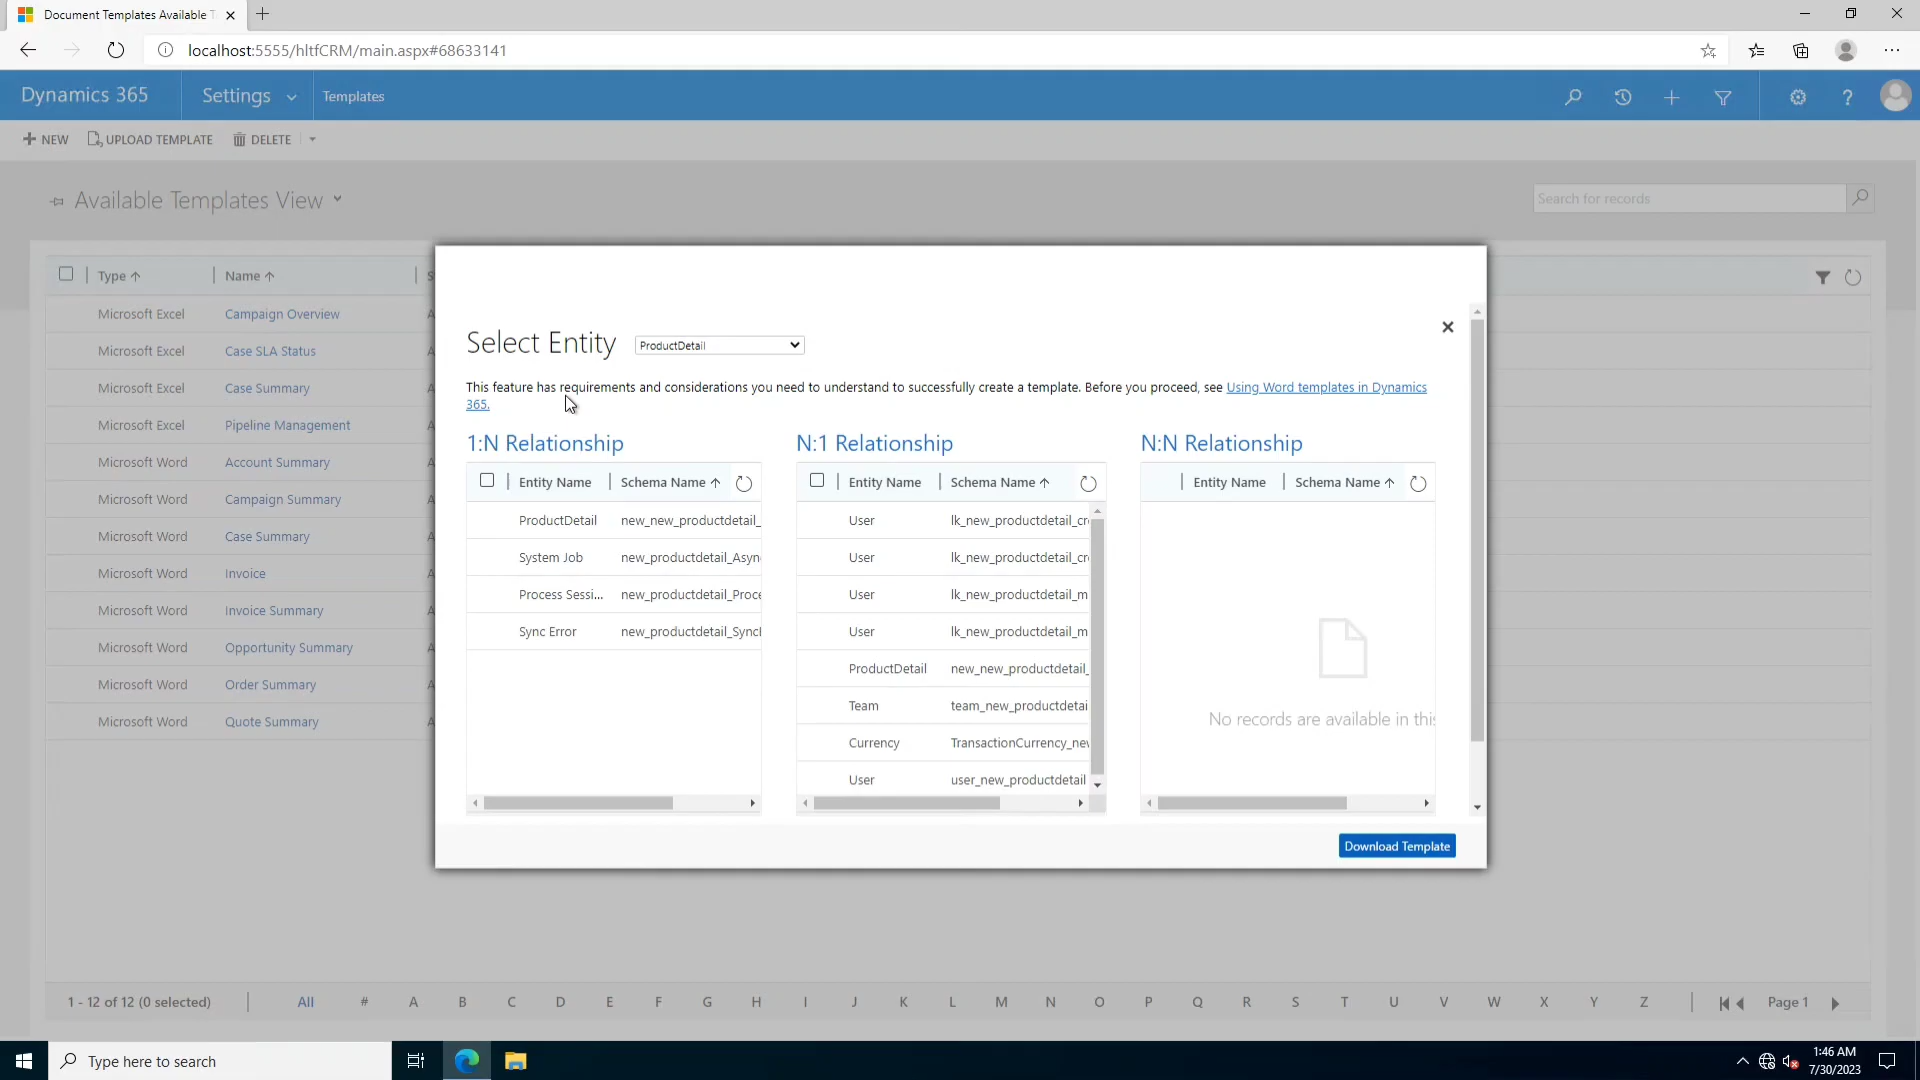 Document Templates Available T
localhost:5555/hltfCRM/main.aspx#68633141
Dynamics 365
Settings
Templates
?
NEW
UPLOAD TEMPLATE
DELETE
Available Templates View
Search for records
Type
Name
S
Microsoft Excel Campaign Overview A
Microsoft Excel Case SLA Status A
Microsoft Excel Case Summary A
Microsoft Excel Pipeline Management A
Microsoft Word Account Summary A
Microsoft Word Campaign Summary A
Microsoft Word Case Summary A
Microsoft Word Invoice A
Microsoft Word Invoice Summary A
Microsoft Word Opportunity Summary A
Microsoft Word Order Summary A
Microsoft Word Quote Summary A
Select Entity
ProductDetail
This feature has requirements and considerations you need to understand to successfully create a template. Before you proceed, see Using Word templates in Dynamics
365.
1:N Relationship
Entity Name Schema Name
ProductDetail new_new_productdetail_
System Job new_productdetail_Asyn
Process Sessi... new_productdetail_Proce
Sync Error new_productdetail_Sync
N:1 Relationship
Entity Name Schema Name
User lk_new_productdetail_cr
User lk_new_productdetail_cr
User lk_new_productdetail_m
User lk_new_productdetail_m
ProductDetail new_new_productdetail_
Team team_new_productdetai
Currency TransactionCurrency_ne
User user_new_productdetail
N:N Relationship
Entity Name Schema Name
No records are available in this
Download Template
1 - 12 of 12 (0 selected)
All # A B C D E F G H I J K L M N O P Q R S T U V W X Y Z
Page 1
Type here to search
1:46 AM
7/30/2023